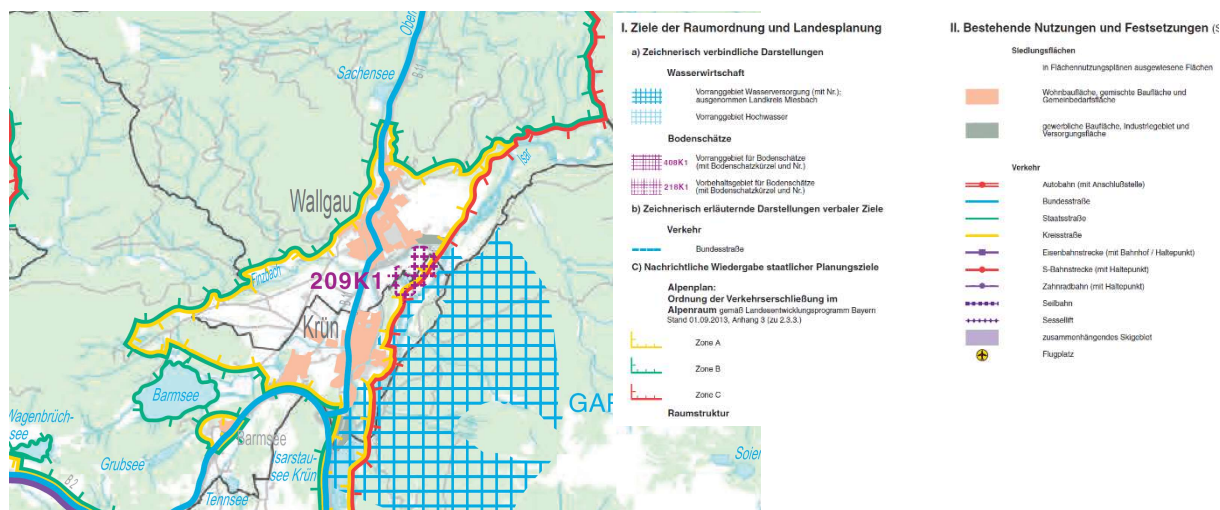 Sachensee
Ober
B 11
Isar
Wallgau
Finzbach
209K1
B 11
Krün
Barmsee
GAP
Wagenbrüch-
see
Barmsee
Grubsee
Isarstau-
see Krün
B 2
Tennsee
Soier
I. Ziele der Raumordnung und Landesplanung
a) Zeichnerisch verbindliche Darstellungen
Wasserwirtschaft
Vorranggebiet Wasserversorgung (mit Nr.);
ausgenommen Landkreis Miesbach
Vorranggebiet Hochwasser
Bodenschätze
408K1 Vorranggebiet für Bodenschätze
(mit Bodenschatzkürzel und Nr.)
218K1 Vorbehaltsgebiet für Bodenschätze
(mit Bodenschatzkürzel und Nr.)
b) Zeichnerisch erläuternde Darstellungen verbaler Ziele
Verkehr
Bundesstraße
C) Nachrichtliche Wiedergabe staatlicher Planungsziele
Alpenplan:
Ordnung der Verkehrserschließung im
Alpenraum gemäß Landesentwicklungsprogramm Bayern
Stand 01.09.2013, Anhang 3 (zu 2.3.3.)
Zone A
Zone B
Zone C
Raumstruktur
II. Bestehende Nutzungen und Festsetzungen (S
Siedlungsflächen
in Flächennutzungsplänen ausgewiesene Flächen
Wohnbaufläche, gemischte Baufläche und
Gemeinbedarfsfläche
gewerbliche Baufläche, Industriegebiet und
Versorgungsfläche
Verkehr
Autobahn (mit Anschlußstelle)
Bundesstraße
Staatsstraße
Kreisstraße
Eisenbahnstrecke (mit Bahnhof / Haltepunkt)
S-Bahnstrecke (mit Haltepunkt)
Zahnradbahn (mit Haltepunkt)
Seilbahn
Sessellift
zusammenhängendes Skigebiet
Flugplatz